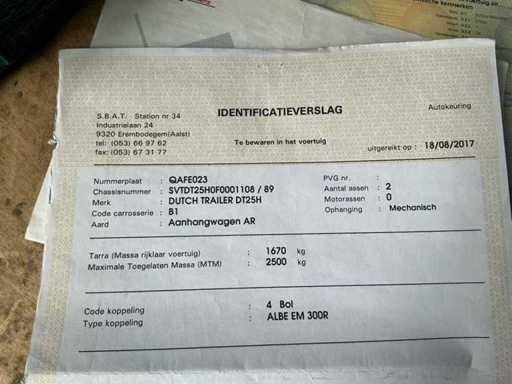 S.B.A.T. Station nr 34
Industrielaan 24
9320 Erembodegem(Aalst)
tel: (053) 66 97 62
fax: (053) 67 31 77
IDENTIFICATIEVERSLAG
Te bewaren in het voertuig
Autokeuring
uitgereikt op : 18/08/2017
Nummerplaat : QAFE023
Chassisnummer : SVTDT25H0F0001108 / 89
Merk : DUTCH TRAILER DT25H
Code carrosserie : B1
Aard : Aanhangwagen AR
PVG nr. :
Aantal assen : 2
Motorassen : 0
Ophanging : Mechanisch
Tarra (Massa rijklaar voertuig) : 1670 kg
Maximale Toegelaten Massa (MTM) : 2500 kg
Code koppeling : 4 Bol
Type koppeling : ALBE EM 300R